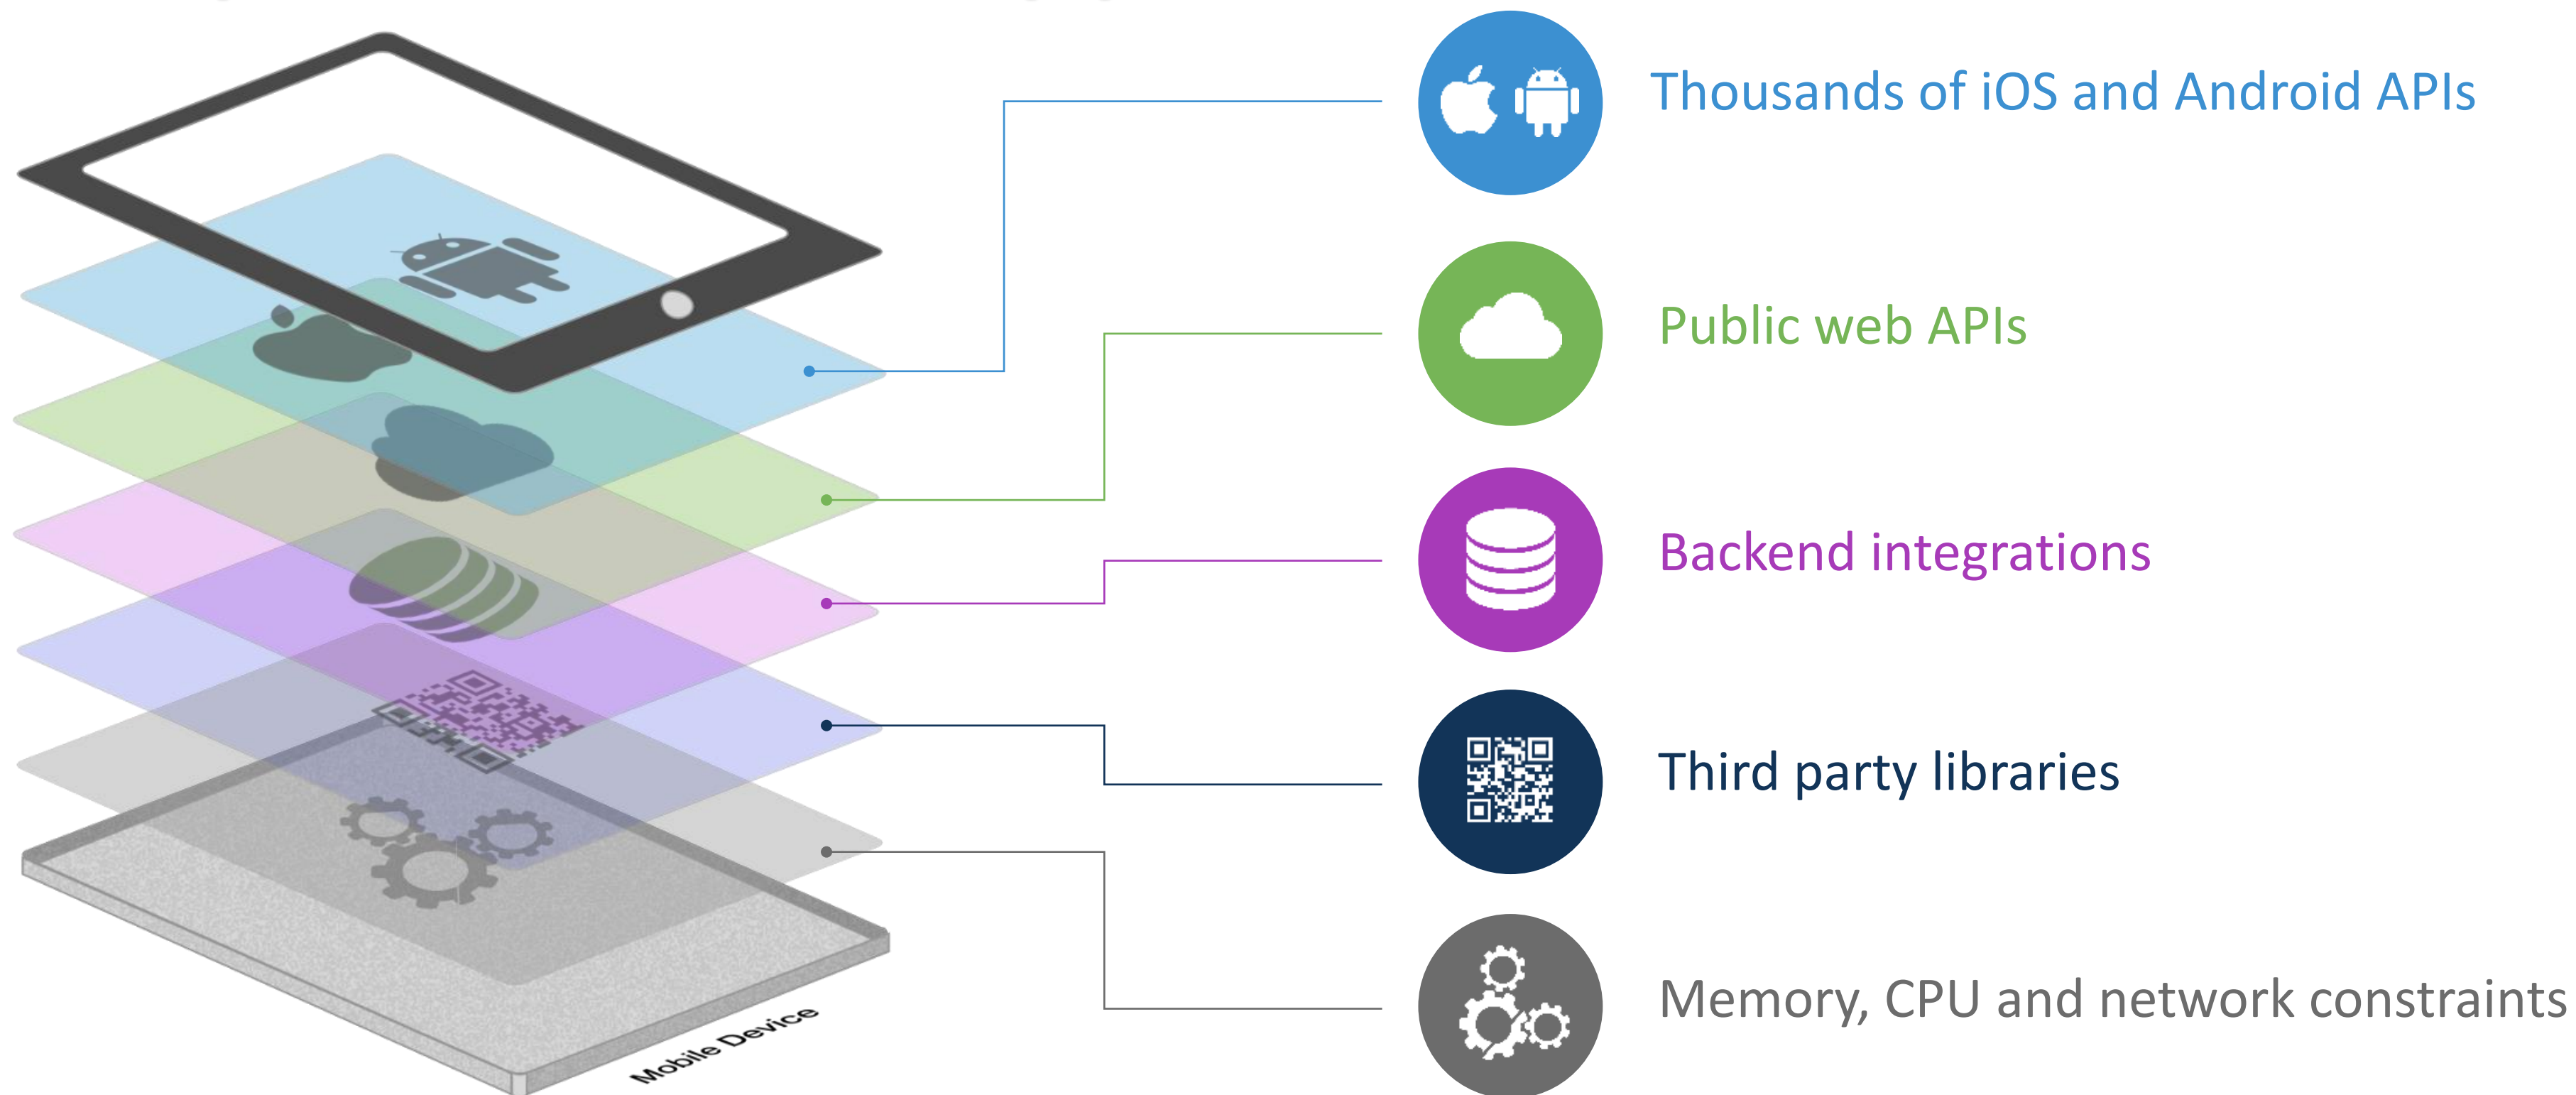 Thousands of iOS and Android APIs
Public web APIs
Backend integrations
Third party libraries
Memory, CPU and network constraints
Mobile Device